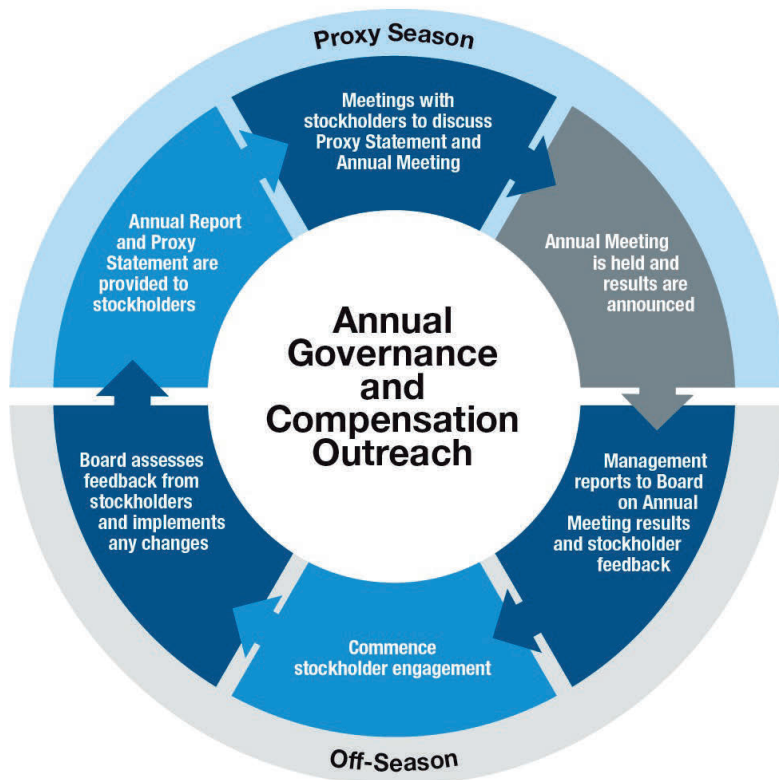 Proxy Season
Meetings with
stockholders to discuss
Proxy Statement and
Annual Meeting
Annual Meeting
is held and
results are
announced
Management
reports to Board
on Annual
Meeting results
and stockholder
feedback
Commence
stockholder engagement
Board assesses
feedback from
stockholders
and implements
any changes
Annual Report
and Proxy
Statement are
provided to
stockholders
Annual
Governance
and
Compensation
Outreach
Off-Season